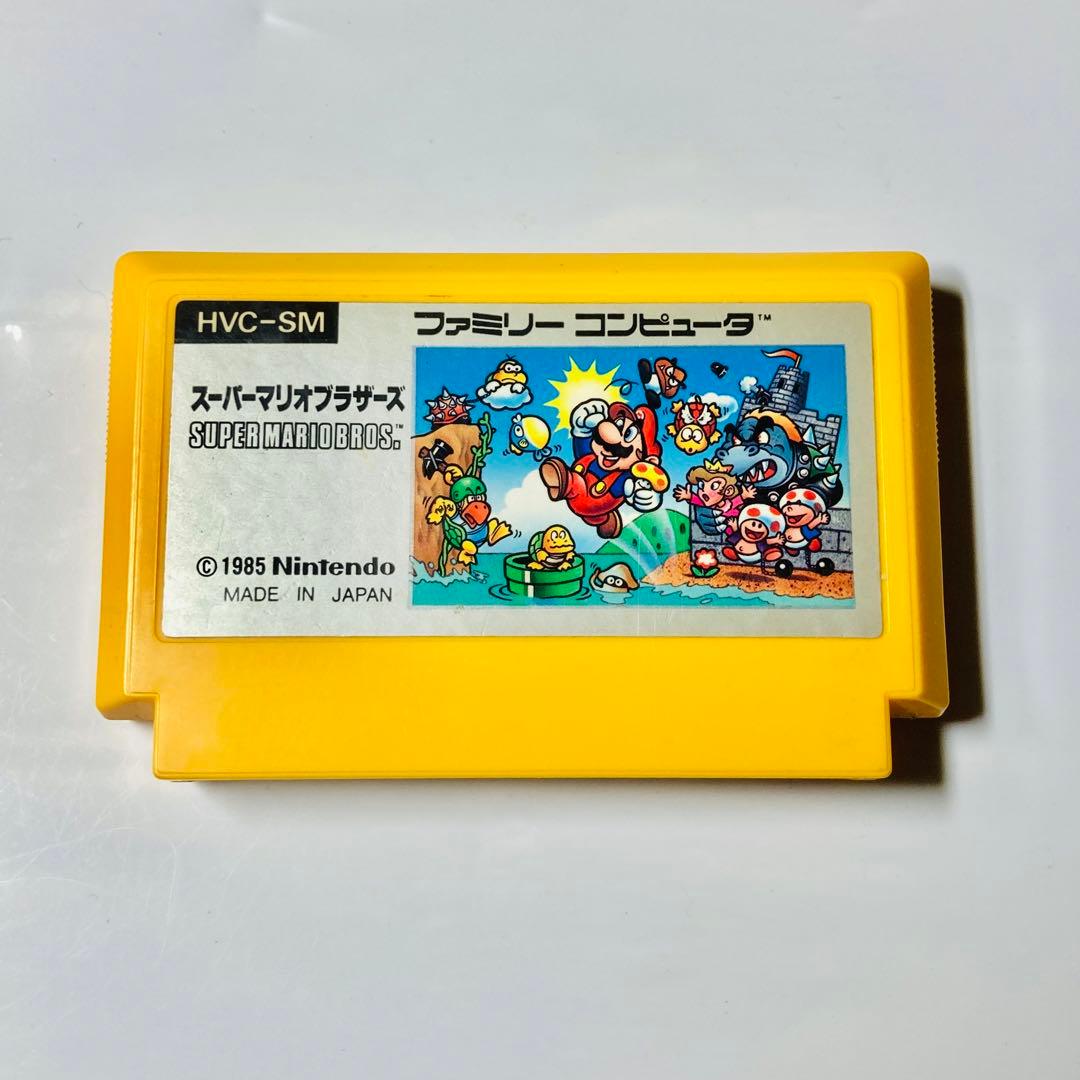 HVC-SM
ファミリー コンピュータ™
スーパーマリオブラザーズ
SUPER MARIO BROS.™
©1985 Nintendo
MADE IN JAPAN